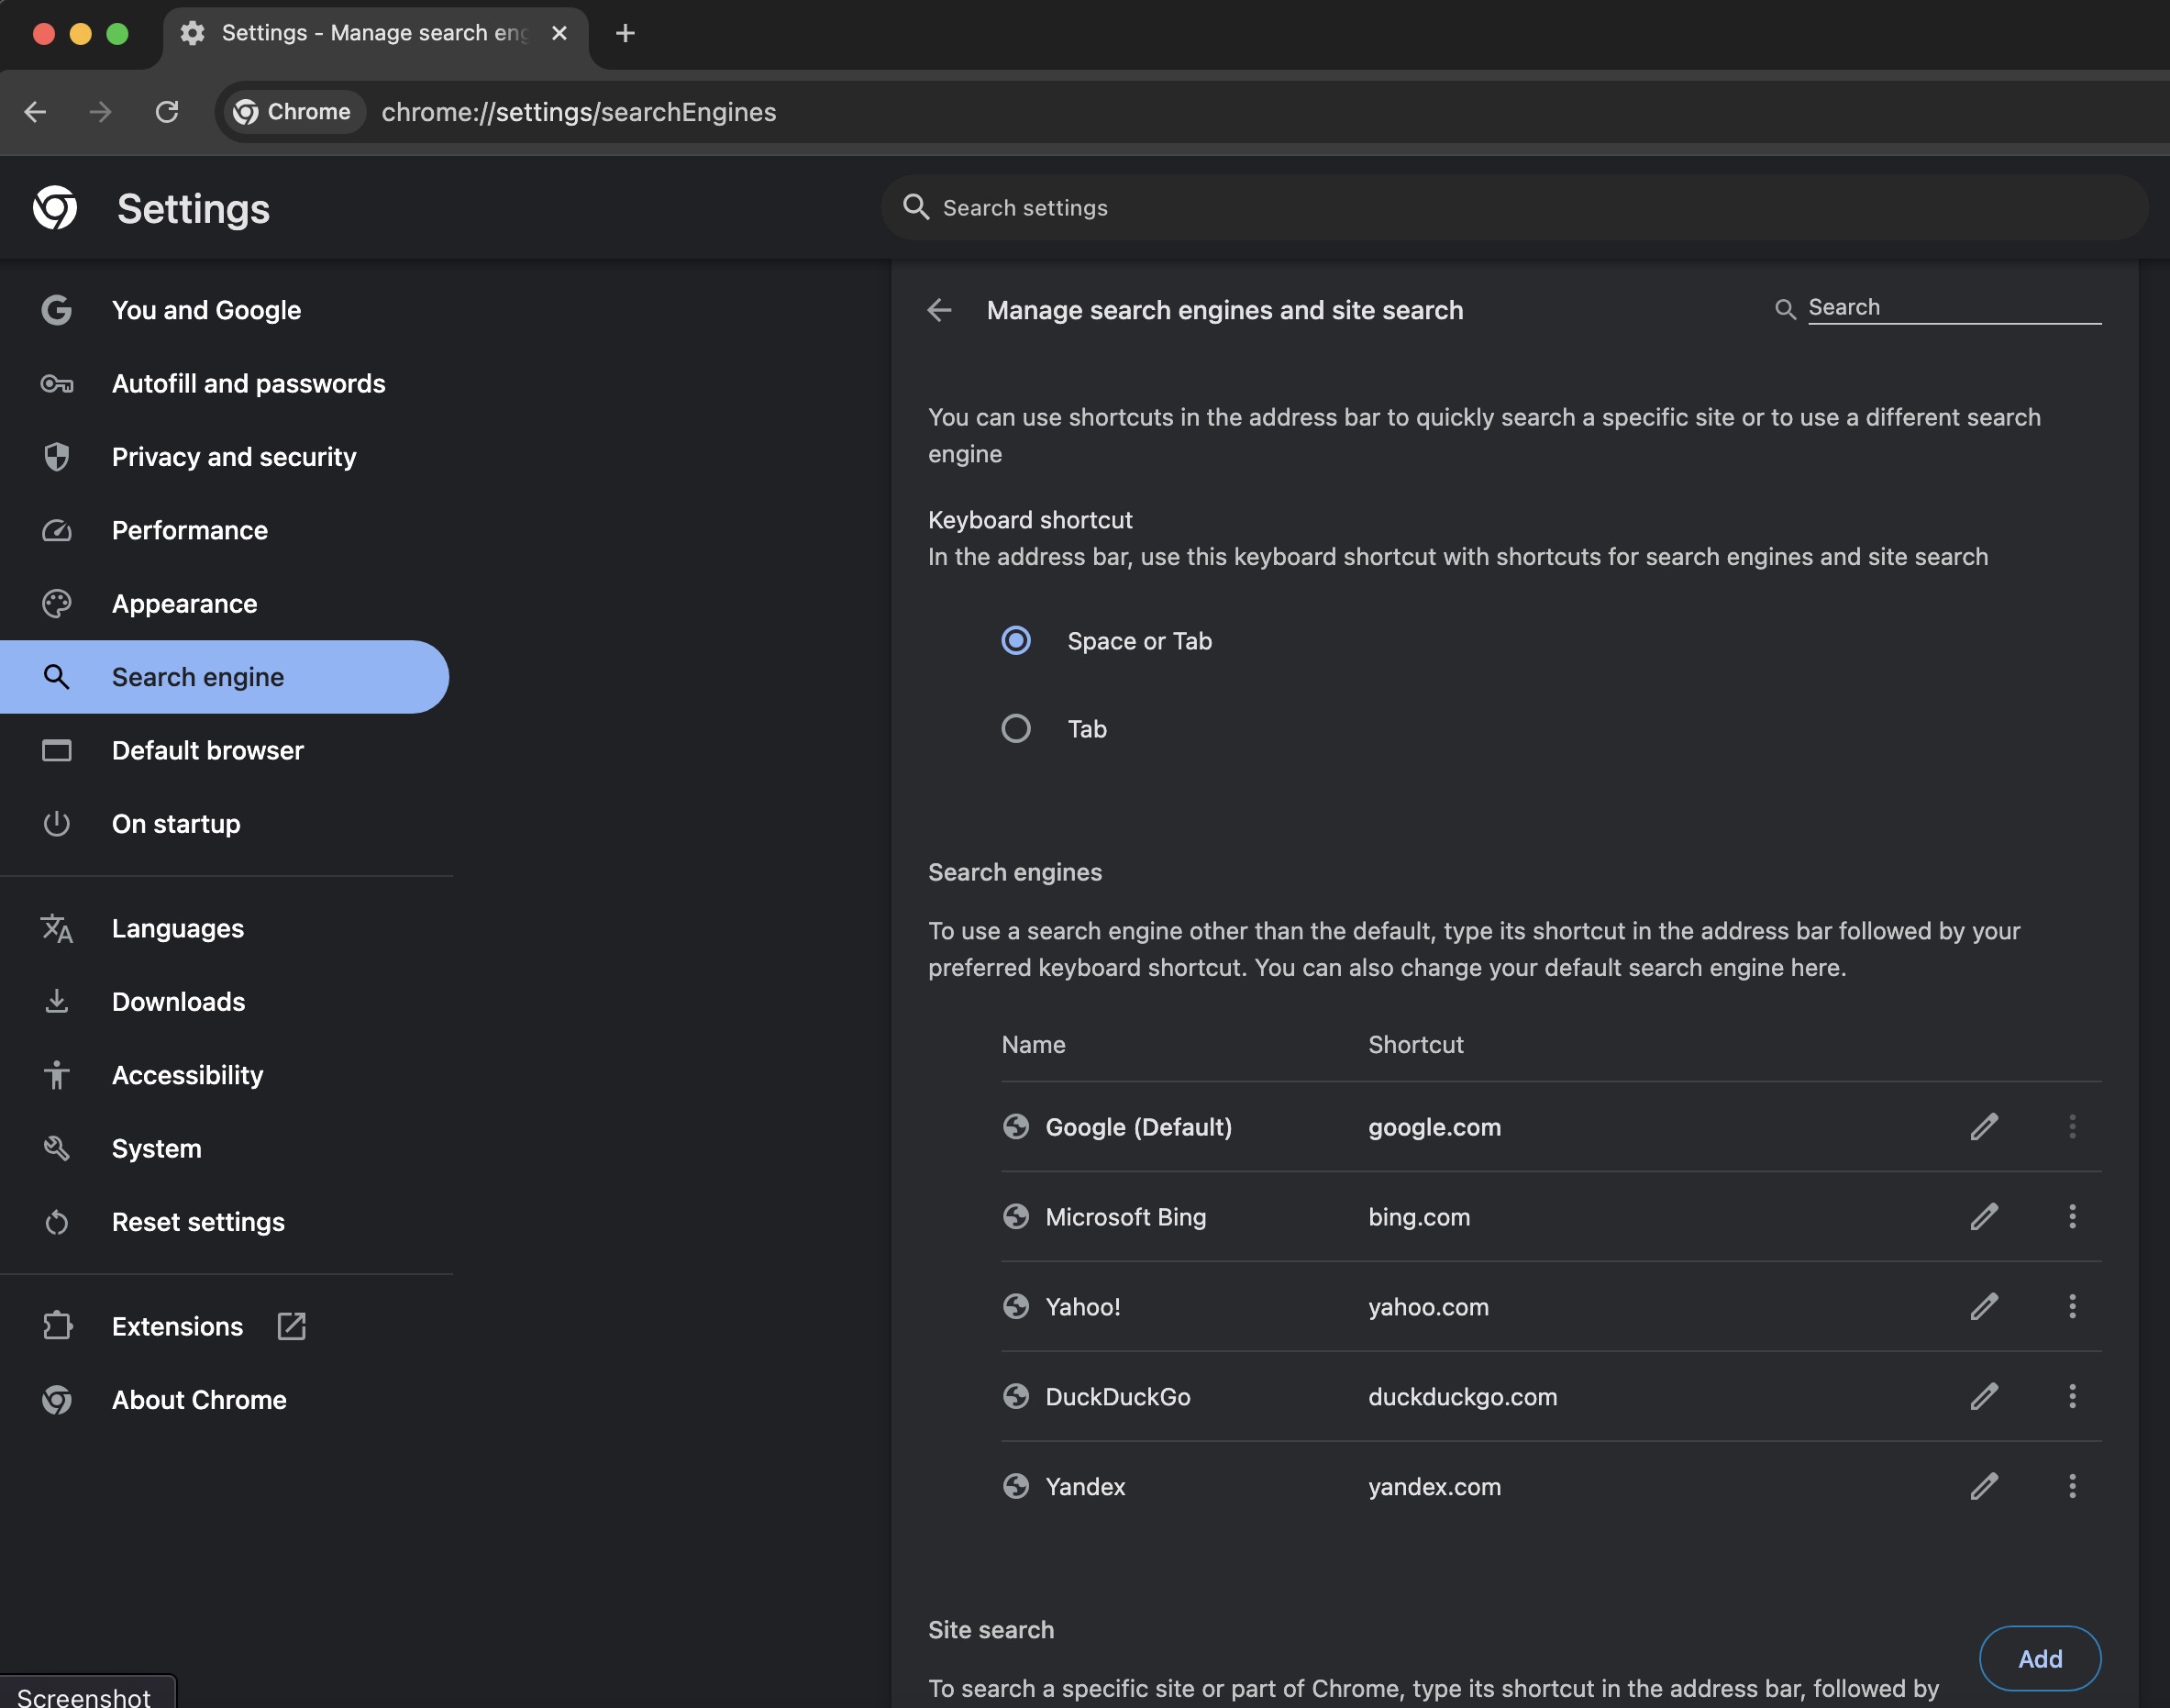 Settings - Manage search eng
Chrome
chrome://settings/searchEngines
Settings
Search settings
You and Google
Autofill and passwords
Privacy and security
Performance
Appearance
Search engine
Default browser
On startup
Languages
Downloads
Accessibility
System
Reset settings
Extensions
About Chrome
Manage search engines and site search
Search
You can use shortcuts in the address bar to quickly search a specific site or to use a different search
engine
Keyboard shortcut
In the address bar, use this keyboard shortcut with shortcuts for search engines and site search
Space or Tab
Tab
Search engines
To use a search engine other than the default, type its shortcut in the address bar followed by your
preferred keyboard shortcut. You can also change your default search engine here.
Name Shortcut
Google (Default) google.com
Microsoft Bing bing.com
Yahoo! yahoo.com
DuckDuckGo duckduckgo.com
Yandex yandex.com
Site search
Add
To search a specific site or part of Chrome, type its shortcut in the address bar, followed by
Screenshot